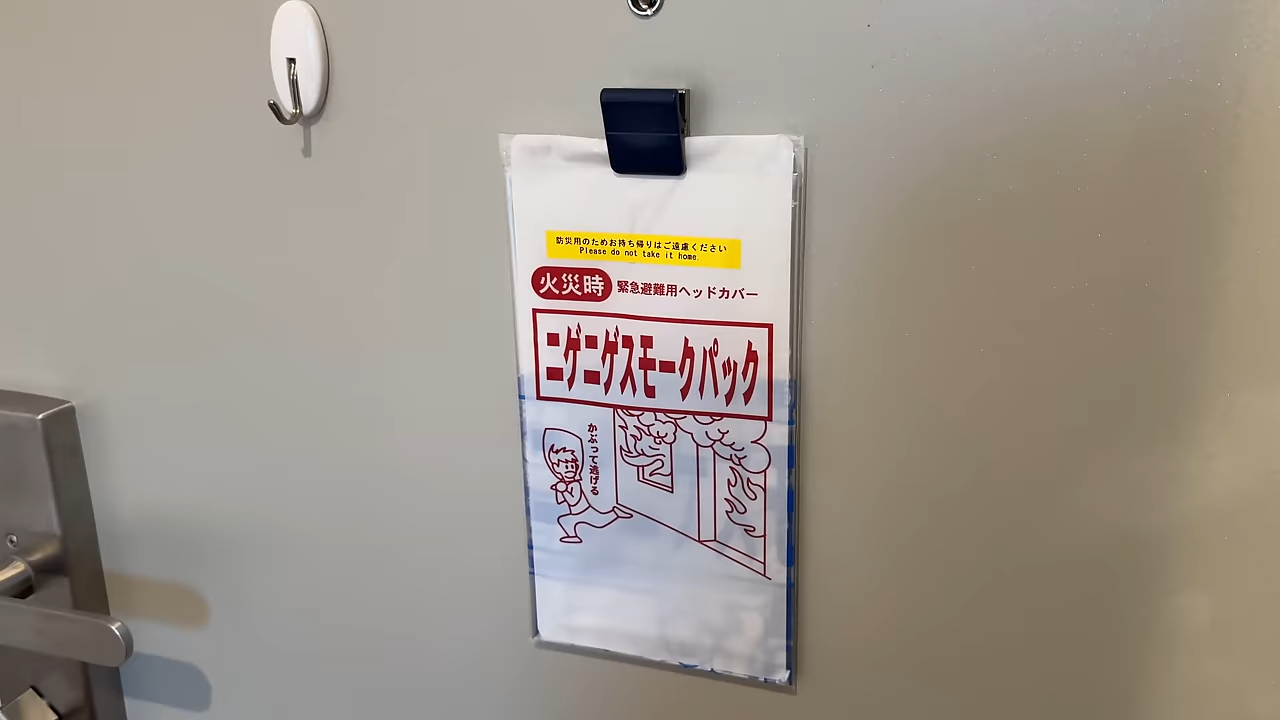 防災用のためお持ち帰りはご遠慮ください
Please do not take it home.
火災時 緊急避難用ヘッドカバー
ニゲニゲスモークパック
かぶって逃げる